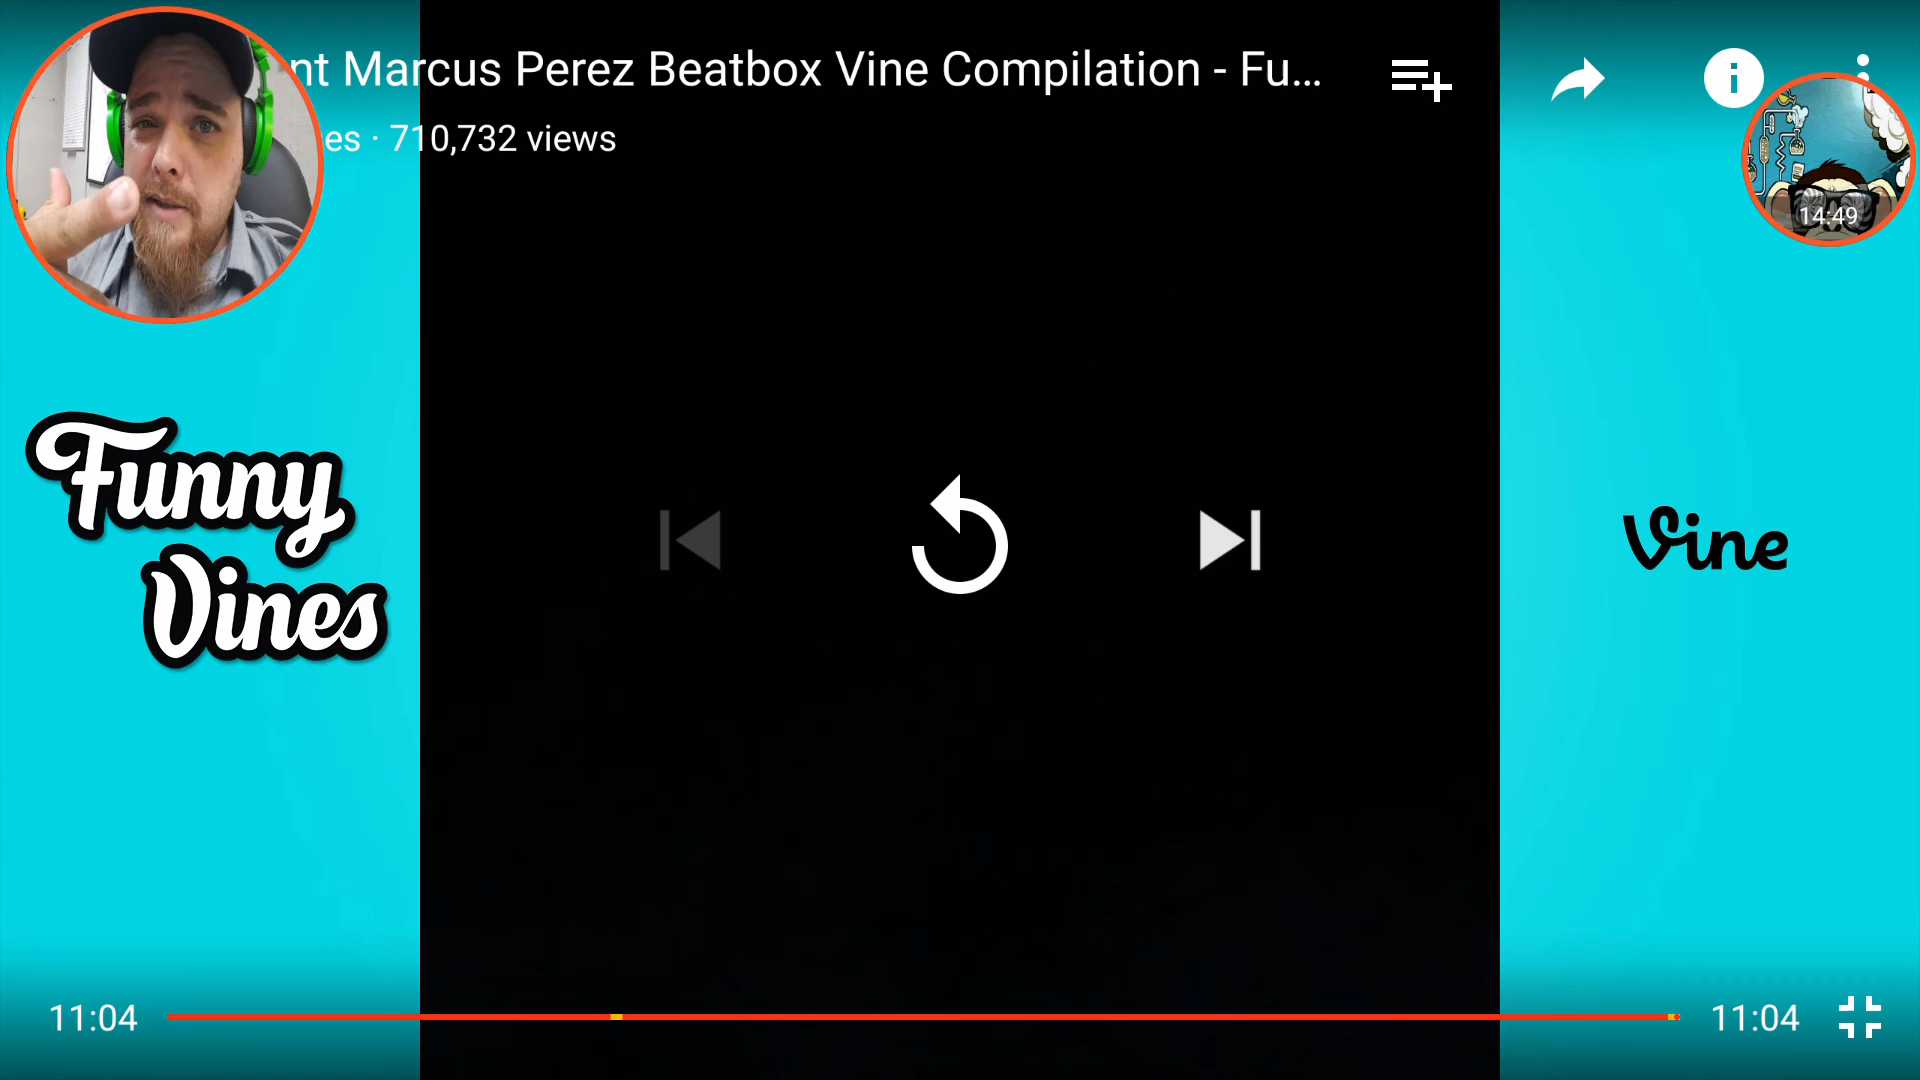 nt Marcus Perez Beatbox Vine Compilation - Fu...
es · 710,732 views
14:49
Funny
Vines
Vine
11:04
11:04